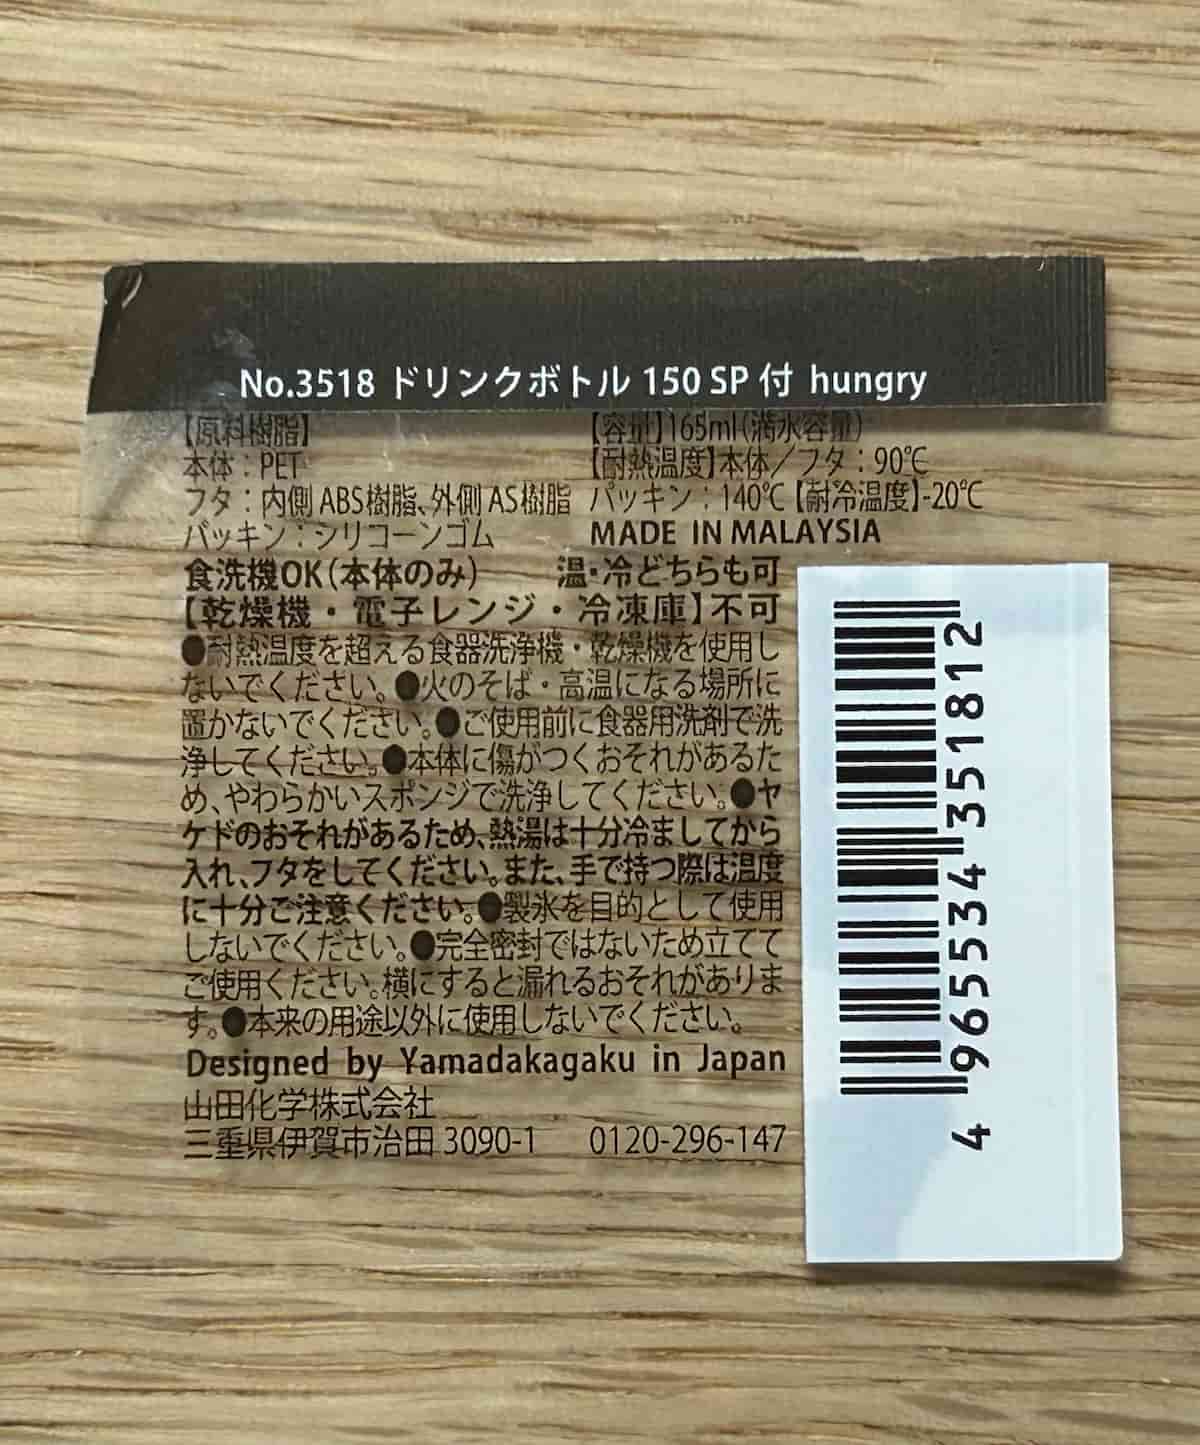 No.3518 ドリンクボトル 150 SP 付 hungry
【原料樹脂】
本体：PET
フタ：内側 ABS樹脂、外側 AS樹脂
パッキン：シリコーンゴム
【容量】165ml（満水容量）
【耐熱温度】本体／フタ：90℃
パッキン：140℃【耐冷温度】-20℃
MADE IN MALAYSIA
食洗機OK（本体のみ） 温・冷どちらも可
【乾燥機・電子レンジ・冷凍庫】不可
●耐熱温度を超える食器洗浄機・乾燥機を使用し
ないでください。●火のそば・高温になる場所に
置かないでください。●ご使用前に食器用洗剤で洗
浄してください。●本体に傷がつくおそれがあるた
め、やわらかいスポンジで洗浄してください。●ヤ
ケドのおそれがあるため、熱湯は十分冷ましてから
入れ、フタをしてください。また、手で持つ際は温度
に十分ご注意ください。●製氷を目的として使用
しないでください。●完全密封ではないため立てて
ご使用ください。横にすると漏れるおそれがありま
す。●本来の用途以外に使用しないでください。
Designed by Yamadakagaku in Japan
山田化学株式会社
三重県伊賀市治田 3090-1 0120-296-147
4 965534 351812